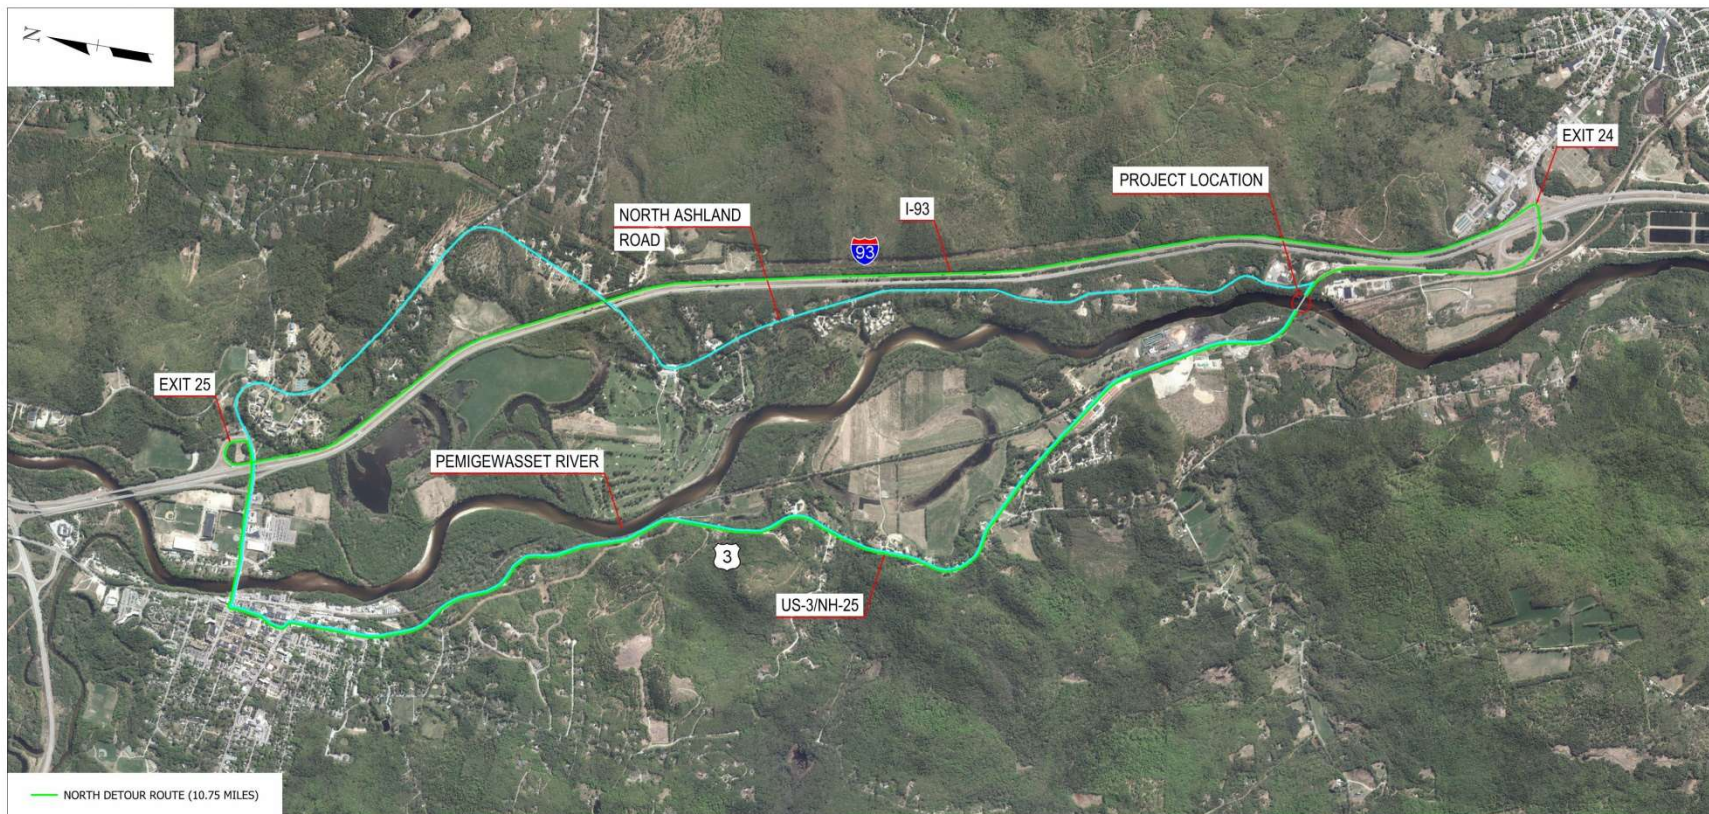 N
EXIT 24
PROJECT LOCATION
NORTH ASHLAND
ROAD
I-93
93
EXIT 25
PEMIGEWASSET RIVER
3
US-3/NH-25
NORTH DETOUR ROUTE (10.75 MILES)